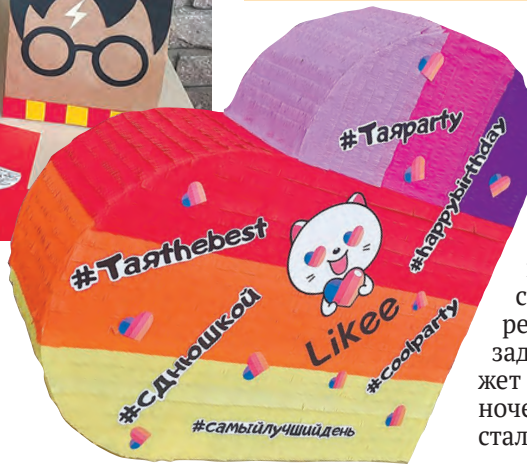 #Таяparty
#happybirthday
#Таяthebest
Likee
#coolparty
#сДнюшкой
#самыйлучшийдень
с
ре
зад
жет
ноче
стал